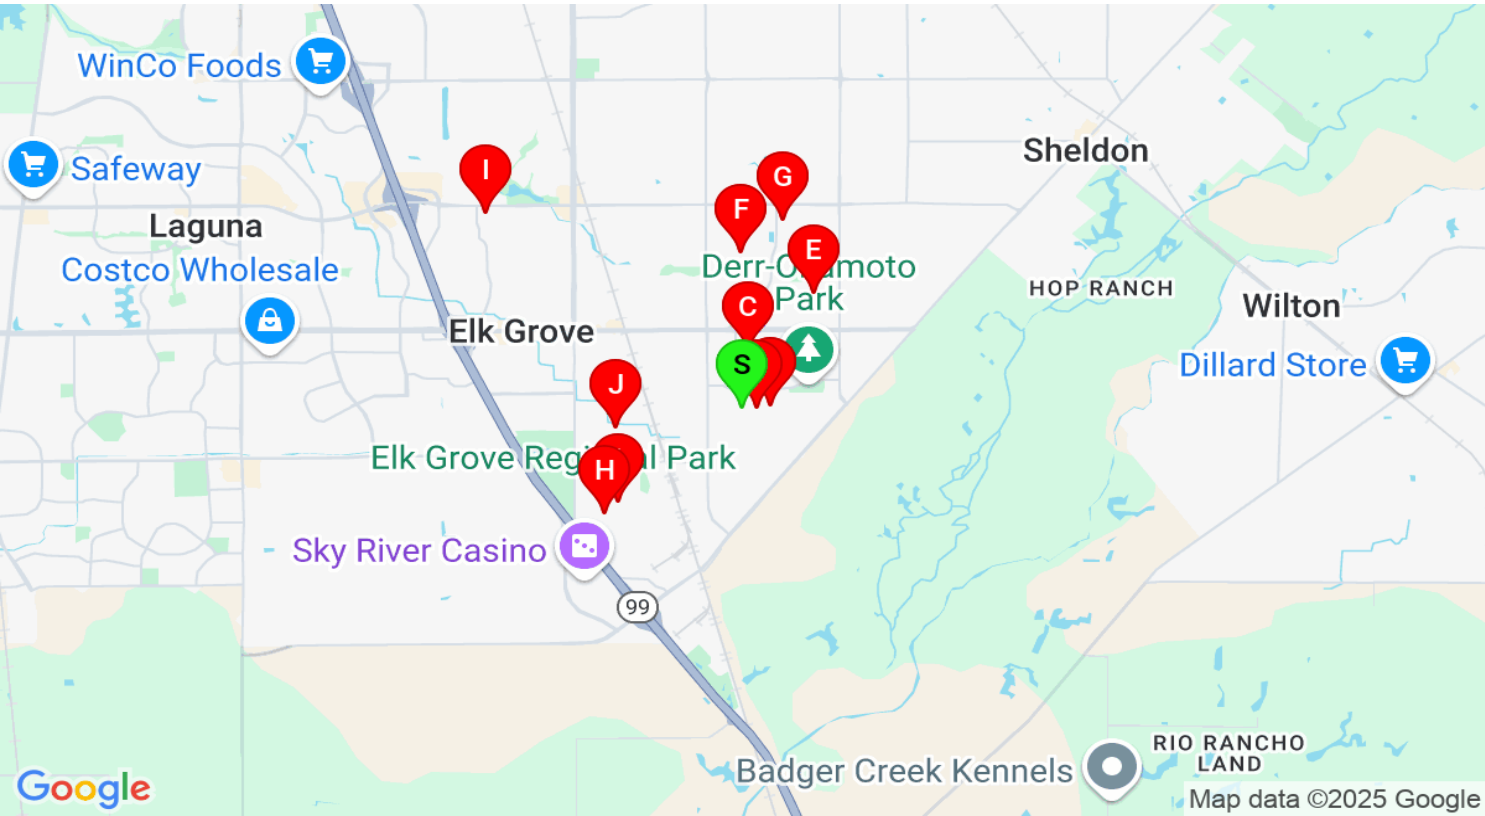 WinCo Foods
Sheldon
Safeway
I
G
F
Laguna
E
Costco Wholesale
Park
HOP RANCH
C
Wilton
Elk Grove
S
Dillard Store
J
Elk Grove Park
H
Sky River Casino
99
RIO RANCHO
LAND
Badger Creek Kennels
Google
Map data ©2025 Google